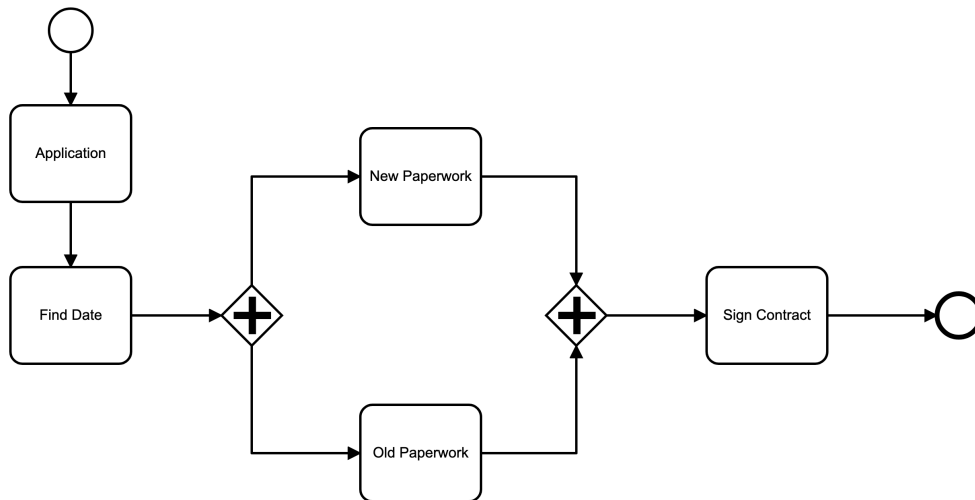 Application
New Paperwork
Find Date
Sign Contract
Old Paperwork